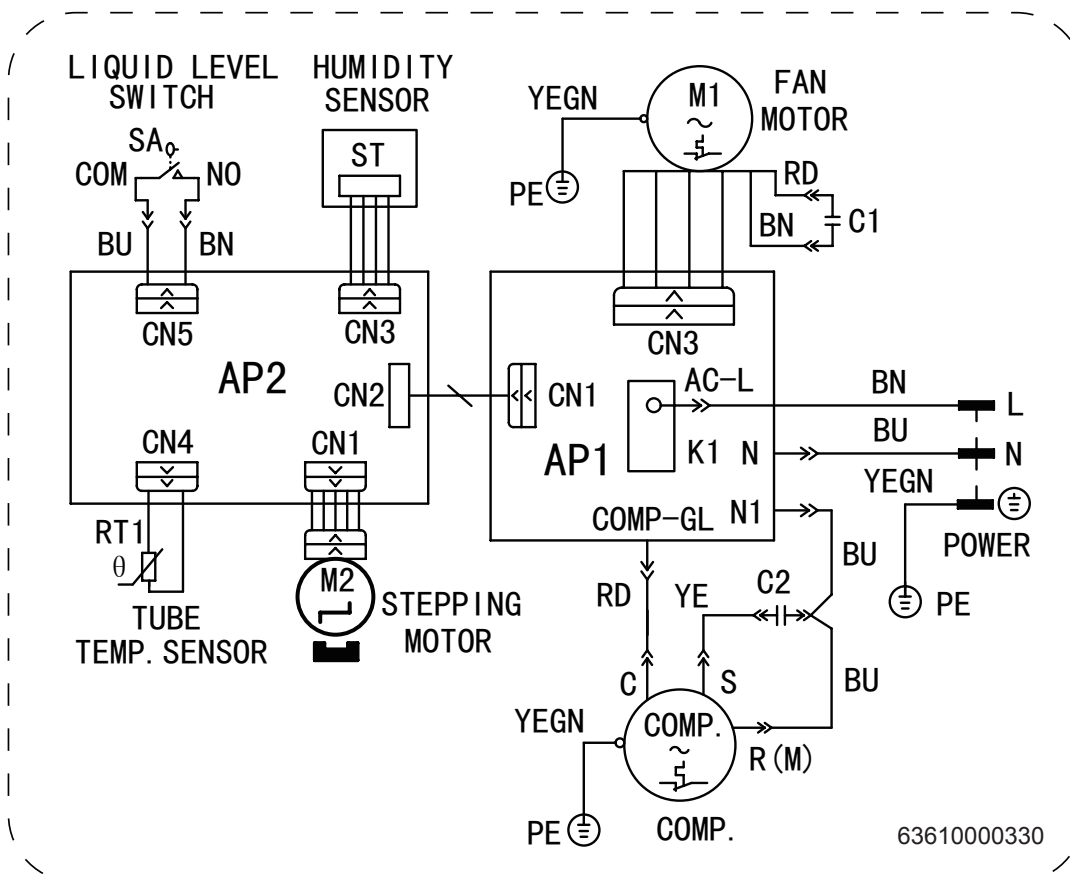 LIQUID LEVEL
SWITCH
HUMIDITY
SENSOR
SA
COM
NO
BU
BN
ST
YEGN
PE
M1
FAN
MOTOR
RD
BN
C1
CN5
CN3
AP2
CN2
CN4
CN1
CN3
CN1
AP1
AC-L
K1
N
COMP-GL
N1
BN
L
BU
N
YEGN
POWER
PE
RT1
θ
TUBE
TEMP. SENSOR
M2
STEPPING
MOTOR
RD
YE
C2
BU
BU
C
S
R(M)
YEGN
PE
COMP.
COMP.
63610000330